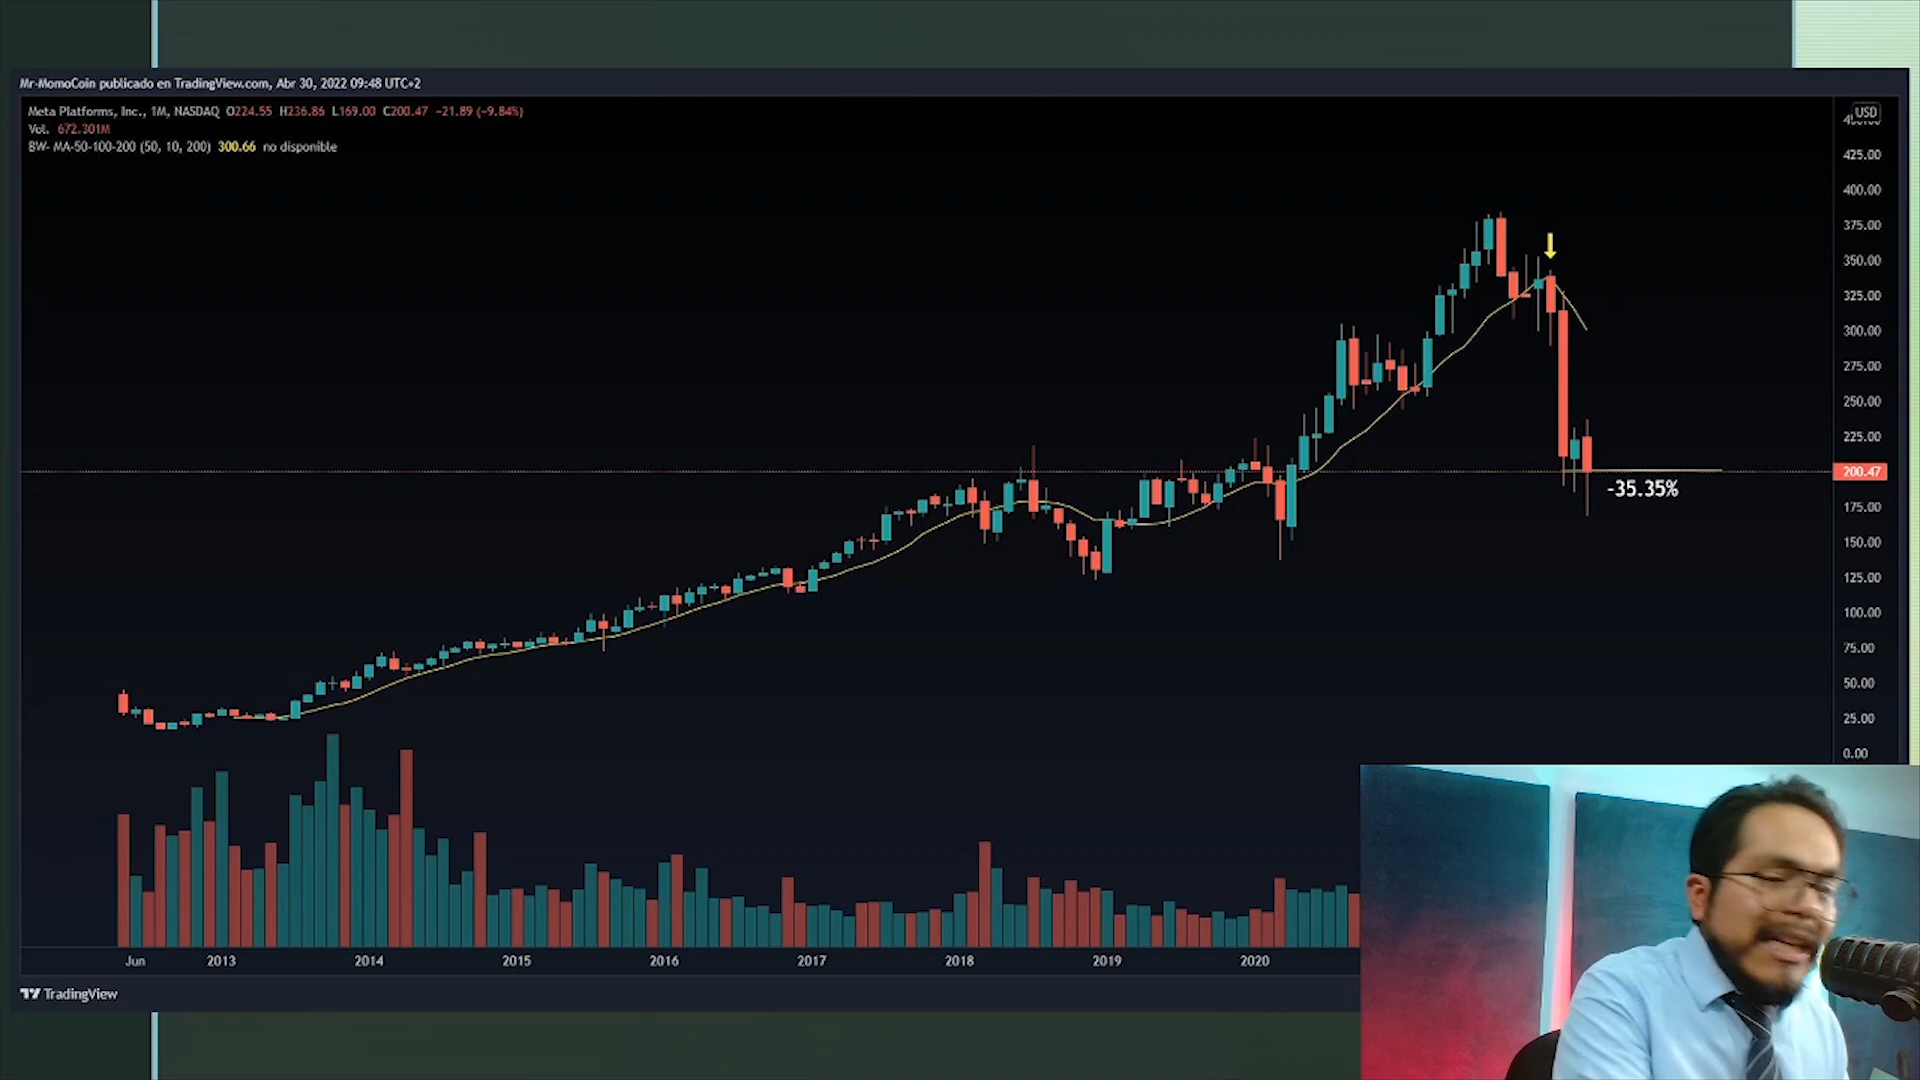 Mr-MomoCoin publicado en TradingView.com, Abr 30, 2022 09:48 UTC+2
Meta Platforms, Inc., 1M, NASDAQ O224.55 H236.86 L169.00 C200.47 −21.89 (−9.84%)
Vol. 672.301M
BW- MA-50-100-200 (50, 10, 200) 300.66 no disponible
USD
425.00
400.00
375.00
350.00
325.00
300.00
275.00
250.00
225.00
200.47
-35.35%
175.00
150.00
125.00
100.00
75.00
50.00
25.00
0.00
Jun 2013 2014 2015 2016 2017 2018 2019 2020
TradingView